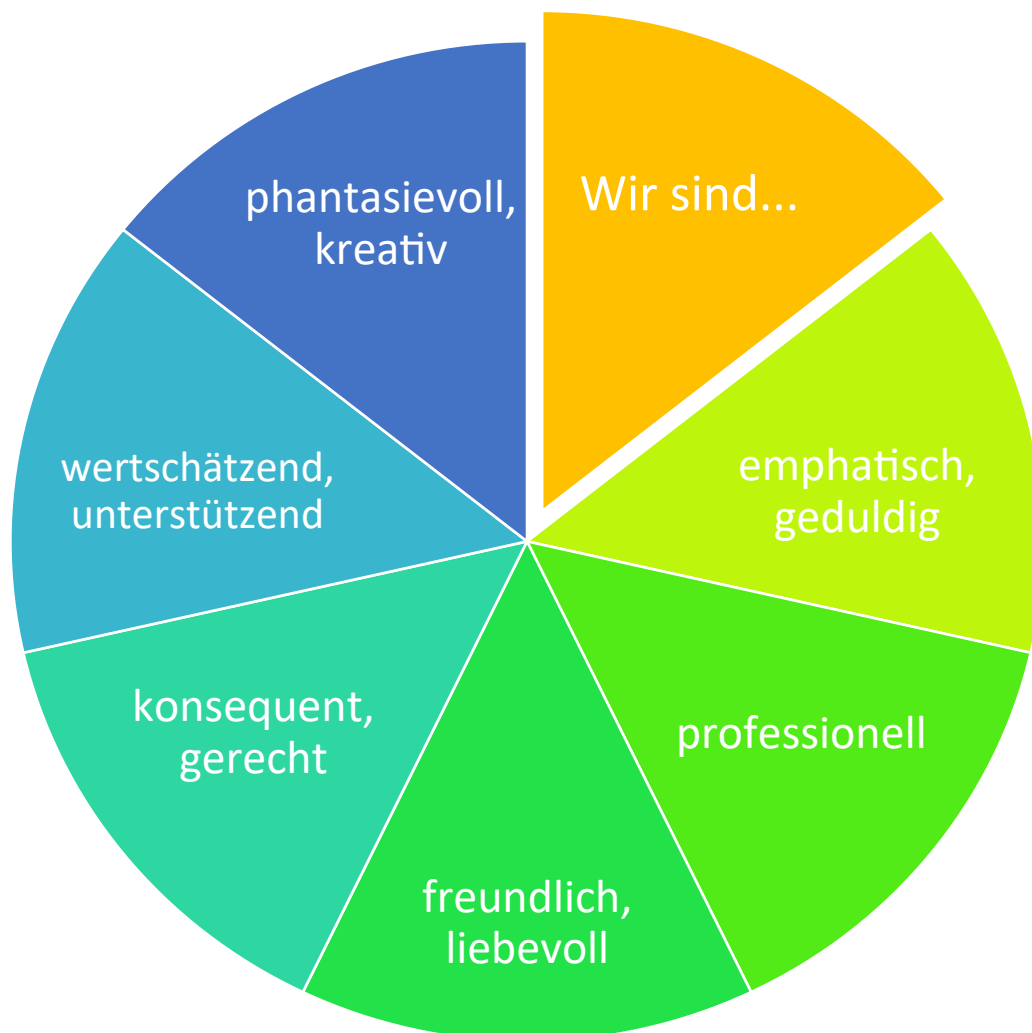 Wir sind...
emphatisch,
geduldig
professionell
freundlich,
liebevoll
konsequent,
gerecht
wertschätzend,
unterstützend
phantasievoll,
kreativ